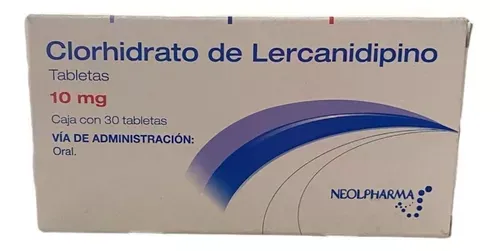 Clorhidrato de Lercanidipino
Tabletas
10 mg
Caja con 30 tabletas
VÍA DE ADMINISTRACIÓN:
Oral.
NEOLPHARMA